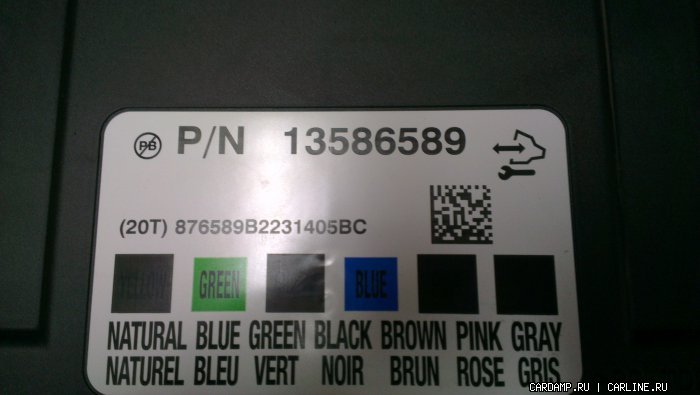 PB P/N 13586589
(20T) 876589B2231405BC
YELLOW GREEN BLUE
NATURAL BLUE GREEN BLACK BROWN PINK GRAY
NATUREL BLEU VERT NOIR BRUN ROSE GRIS
CARDAMP.RU | CARLINE.RU